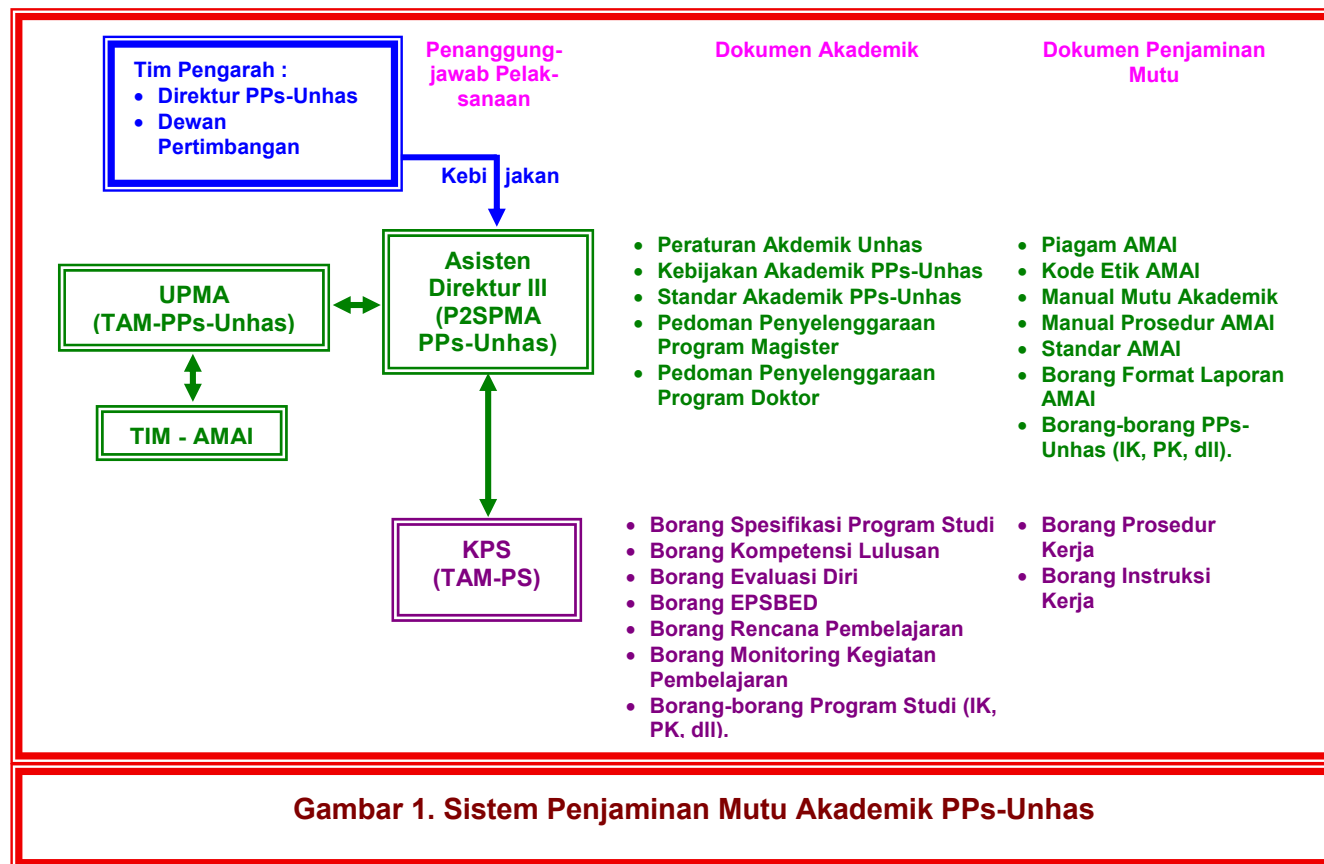 Tim Pengarah :
• Direktur PPs-Unhas
• Dewan
Pertimbangan
Penanggung-
jawab Pelak-
sanaan
Dokumen Akademik
Dokumen Penjaminan
Mutu
Kebi jakan
UPMA
(TAM-PPs-Unhas)
TIM - AMAI
Asisten
Direktur III
(P2SPMA
PPs-Unhas)
• Peraturan Akdemik Unhas
• Kebijakan Akademik PPs-Unhas
• Standar Akademik PPs-Unhas
• Pedoman Penyelenggaraan
Program Magister
• Pedoman Penyelenggaraan
Program Doktor
• Piagam AMAI
• Kode Etik AMAI
• Manual Mutu Akademik
• Manual Prosedur AMAI
• Standar AMAI
• Borang Format Laporan
AMAI
• Borang-borang PPs-
Unhas (IK, PK, dll).
KPS
(TAM-PS)
• Borang Spesifikasi Program Studi
• Borang Kompetensi Lulusan
• Borang Evaluasi Diri
• Borang EPSBED
• Borang Rencana Pembelajaran
• Borang Monitoring Kegiatan
Pembelajaran
• Borang-borang Program Studi (IK,
PK, dll).
• Borang Prosedur
Kerja
• Borang Instruksi
Kerja
Gambar 1. Sistem Penjaminan Mutu Akademik PPs-Unhas